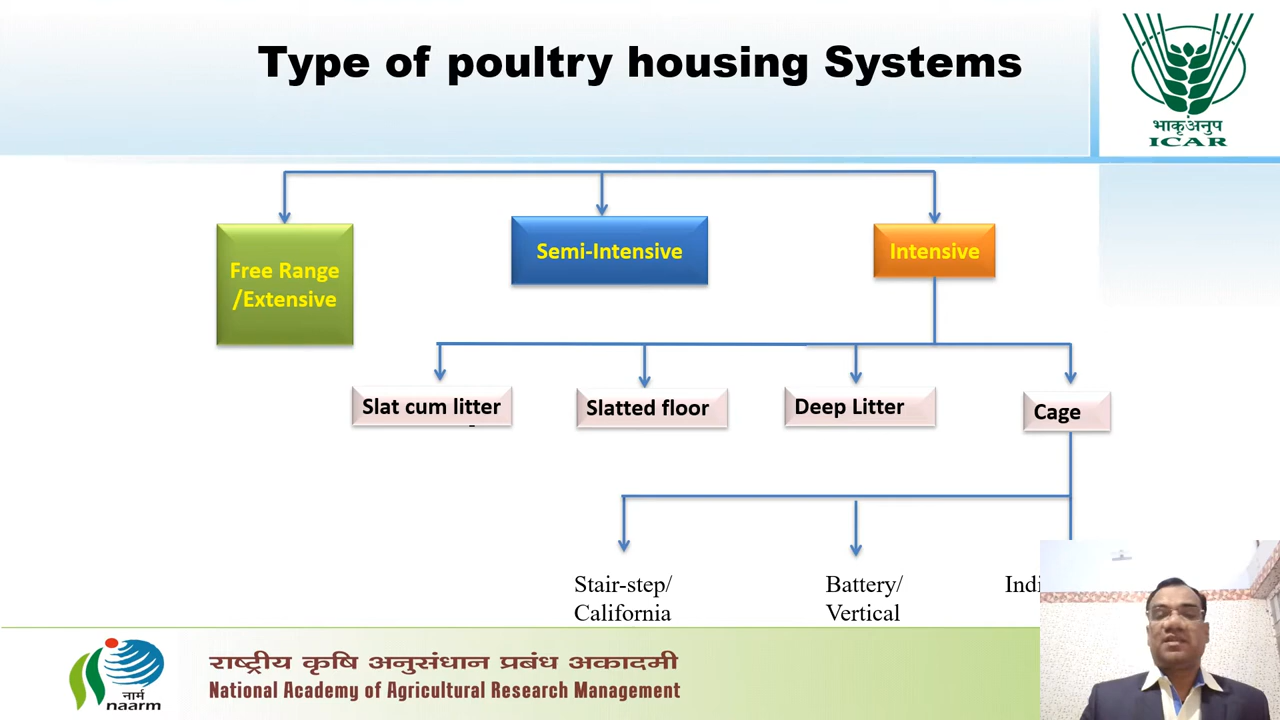 Type of poultry housing Systems
भाकृअनुप
ICAR
Free Range
/Extensive
Semi-Intensive
Intensive
Slat cum litter
Slatted floor
Deep Litter
Cage
Stair-step/
California
Battery/
Vertical
राष्ट्रीय कृषि अनुसंधान प्रबंध अकादमी
National Academy of Agricultural Research Management
नार्म
naarm